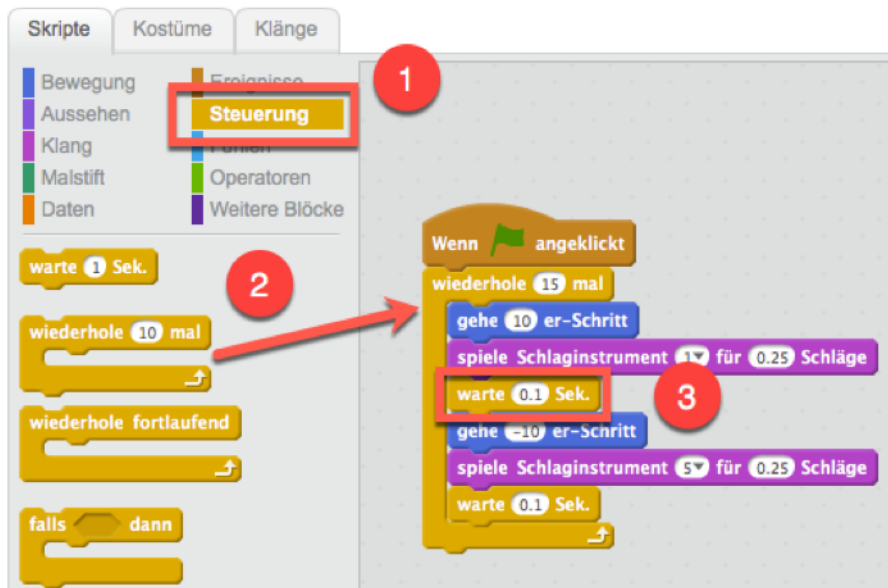 Skripte Kostüme Klänge
1
Bewegung Ereignisse
Aussehen Steuerung
Klang Fühlen
Malstift Operatoren
Daten Weitere Blöcke
warte 1 Sek.
2
wiederhole 10 mal
wiederhole fortlaufend
falls dann
Wenn angeklickt
wiederhole 15 mal
gehe 10 er-Schritt
spiele Schlaginstrument 1 für 0.25 Schläge
warte 0.1 Sek.
3
gehe -10 er-Schritt
spiele Schlaginstrument 5 für 0.25 Schläge
warte 0.1 Sek.